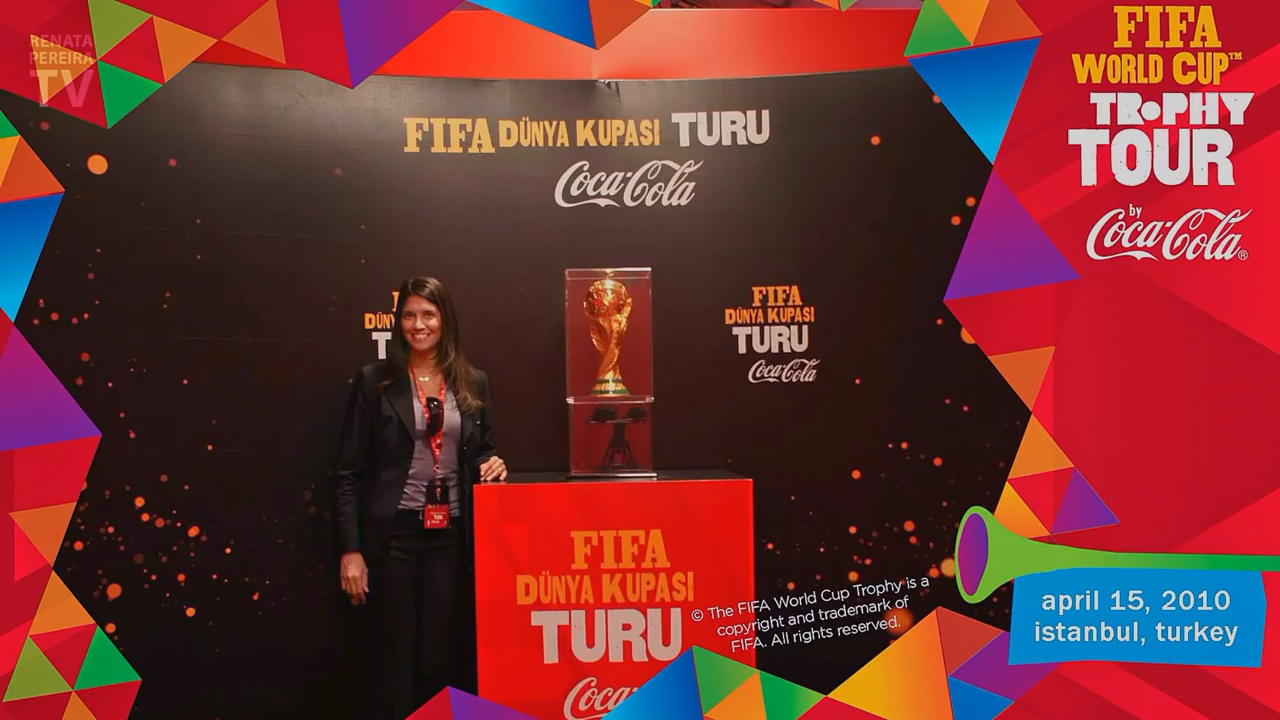 RENATA
PEREIRA
TV
FIFA
WORLD CUP™
TROPHY
TOUR
by
Coca-Cola®
FIFA DÜNYA KUPASI TURU
Coca-Cola
FIFA
DÜNYA KUPASI
TURU
Coca-Cola
FIFA
DÜNYA KUPASI
TURU
© The FIFA World Cup Trophy is a
copyright and trademark of
FIFA. All rights reserved.
april 15, 2010
istanbul, turkey